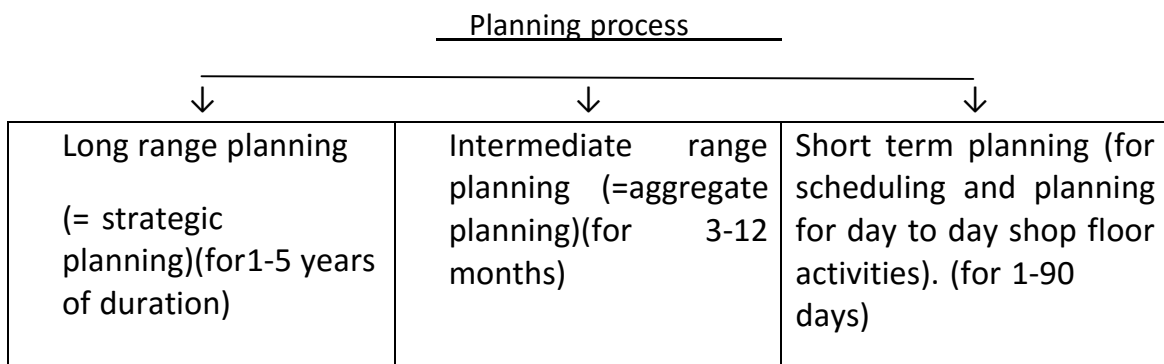 Planning process
Long range planning
(= strategic
planning)(for1-5 years
of duration)
Intermediate range
planning (=aggregate
planning)(for 3-12
months)
Short term planning (for
scheduling and planning
for day to day shop floor
activities). (for 1-90
days)